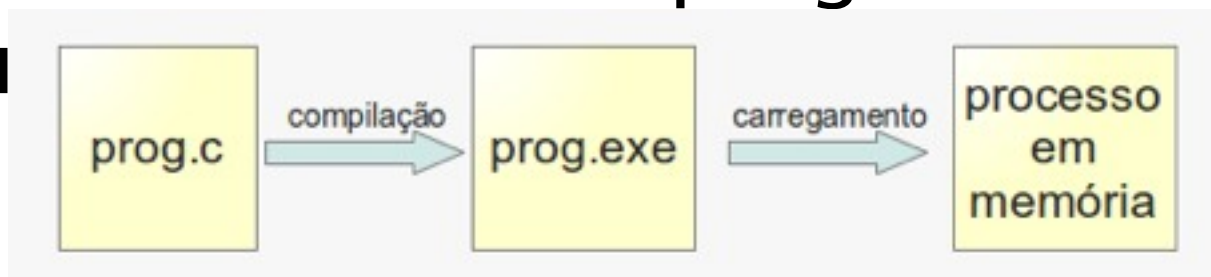 prog.c
compilação
prog.exe
carregamento
processo
em
memória